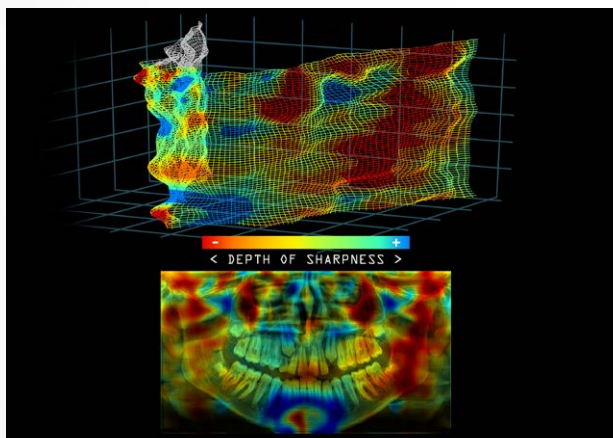 - +
< DEPTH OF SHARPNESS >